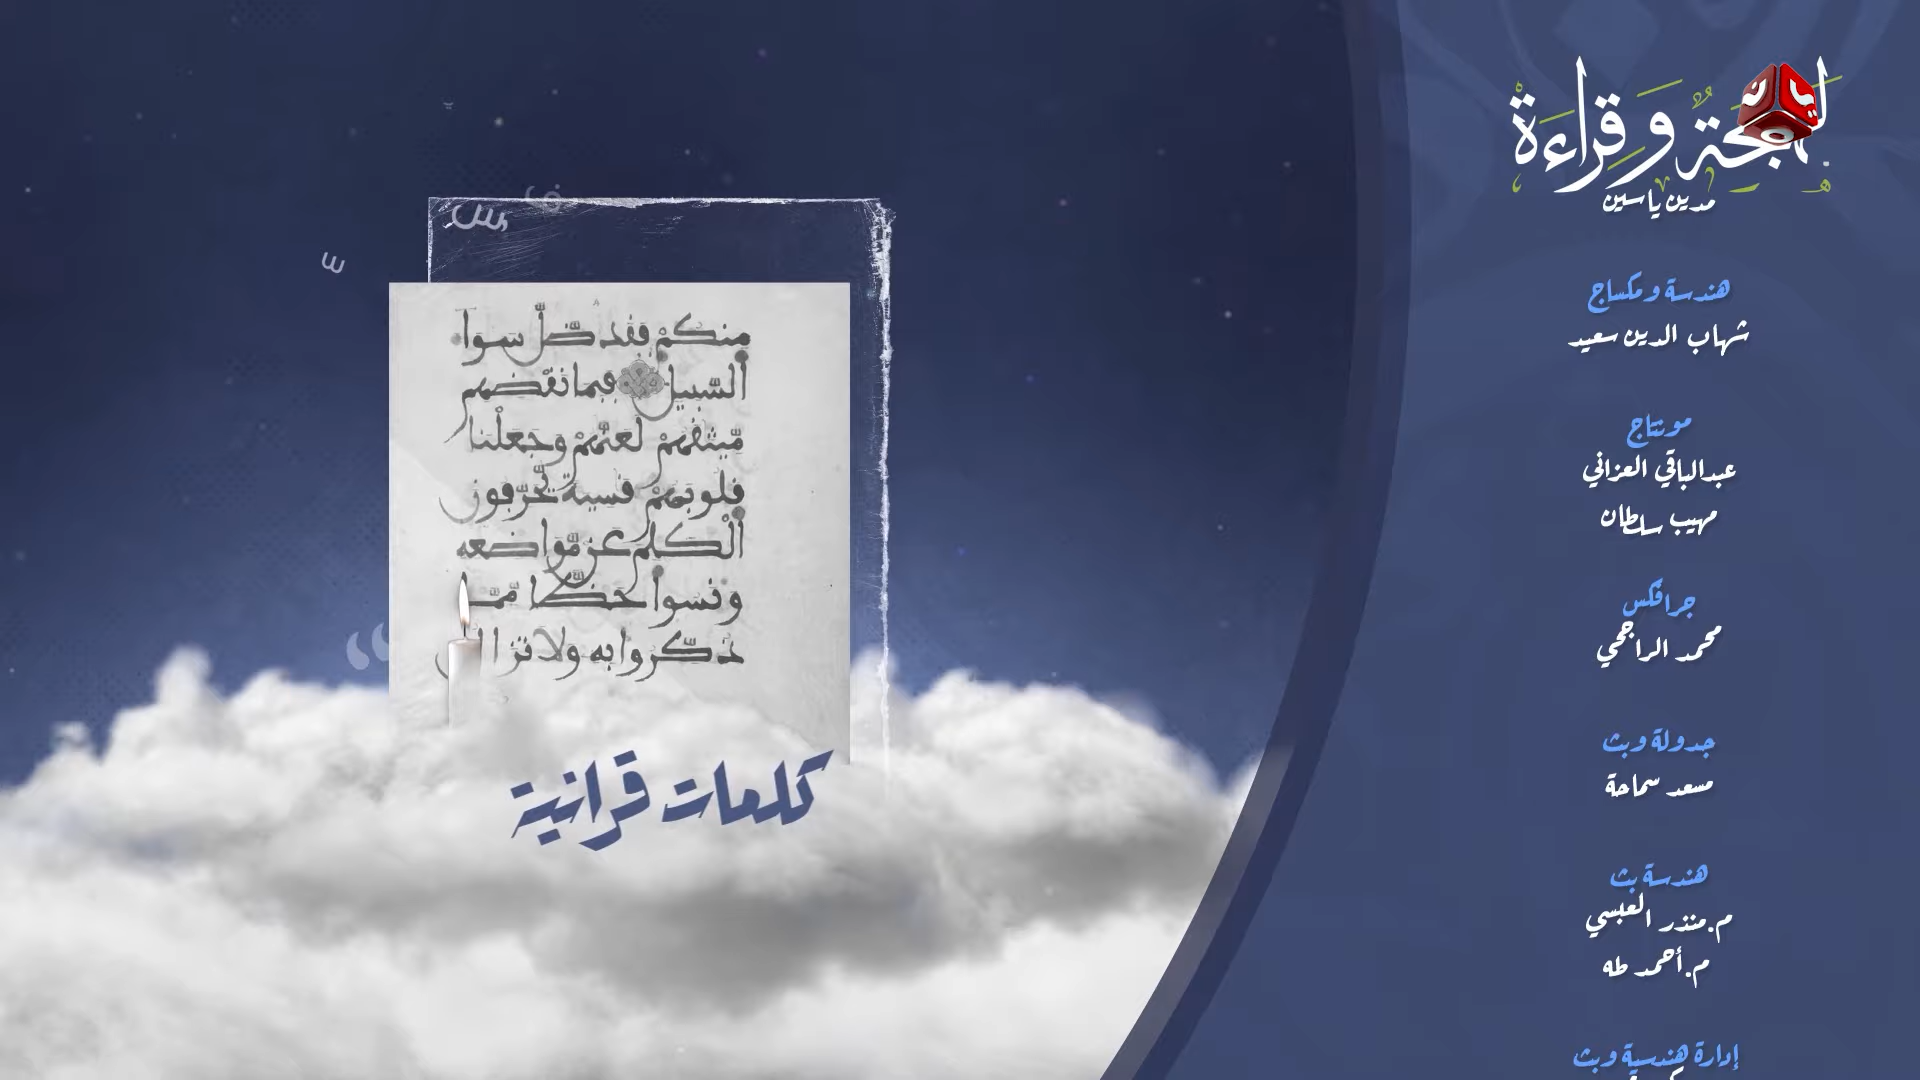 لهجة وقراءة
مدين ياسين
هندسة ومكساج
شهاب الدين سعيد
مونتاج
عبدالباقي العزاني
مهيب سلطان
جرافكس
محمد الراجحي
جدولة وبث
مسعد سماحة
هندسة بث
م.منذر العبسي
م.أحمد طه
إدارة هندسية وبث
س
ف
س
منكم فقد ضل سوا
السبيل فبما نقضهم
ميثقهم لعنهم وجعلنا
قلوبهم قسية يحرفون
الكلم عن مواضعه
ونسوا حظا مما
ذكروا به ولا تزال
كلمات قرآنية